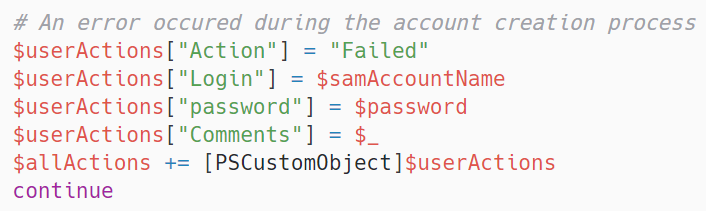 # An error occured during the account creation process
$userActions["Action"] = "Failed"
$userActions["Login"] = $samAccountName
$userActions["password"] = $password
$userActions["Comments"] = $_
$allActions += [PSCustomObject]$userActions
continue